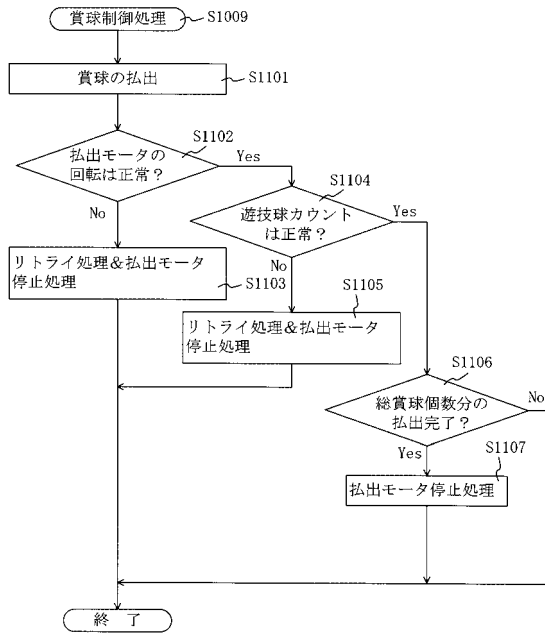 賞球制御処理
S1009
賞球の払出
S1101
払出モータの
回転は正常?
S1102
Yes
No
遊技球カウント
は正常?
S1104
Yes
No
リトライ処理&払出モータ
停止処理
S1103
リトライ処理&払出モータ
停止処理
S1105
総賞球個数分の
払出完了?
S1106
No
Yes
払出モータ停止処理
S1107
終 了